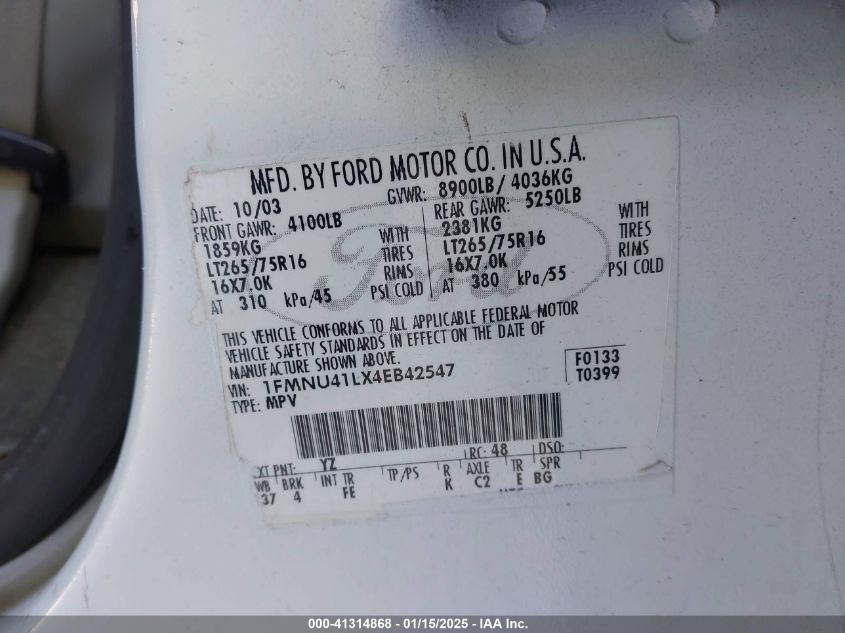 MFD. BY FORD MOTOR CO. IN U.S.A.
DATE: 10/03 GVWR: 8900LB/ 4036KG
FRONT GAWR: 4100LB REAR GAWR: 5250LB
1859KG WITH 2381KG WITH
LT265/75R16 TIRES LT265/75R16 TIRES
16X7.0K RIMS 16X7.0K RIMS
AT 310 kPa/45 PSI COLD AT 380 kPa/55 PSI COLD
Ford
THIS VEHICLE CONFORMS TO ALL APPLICABLE FEDERAL MOTOR
VEHICLE SAFETY STANDARDS IN EFFECT ON THE DATE OF
MANUFACTURE SHOWN ABOVE.
VIN: 1FMNU41LX4EB42547 F0133
TYPE: MPV T0399
XT PNT: YZ RC: 48 DSO:
WB BRK INT TR TP/PS R AXLE TR SPR
37 4 FE K C2 E BG
000-41314868 - 01/15/2025 - IAA Inc.